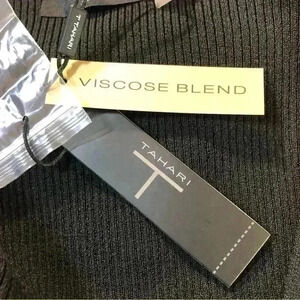 T TAHARI
VISCOSE BLEND
TAHARI
T